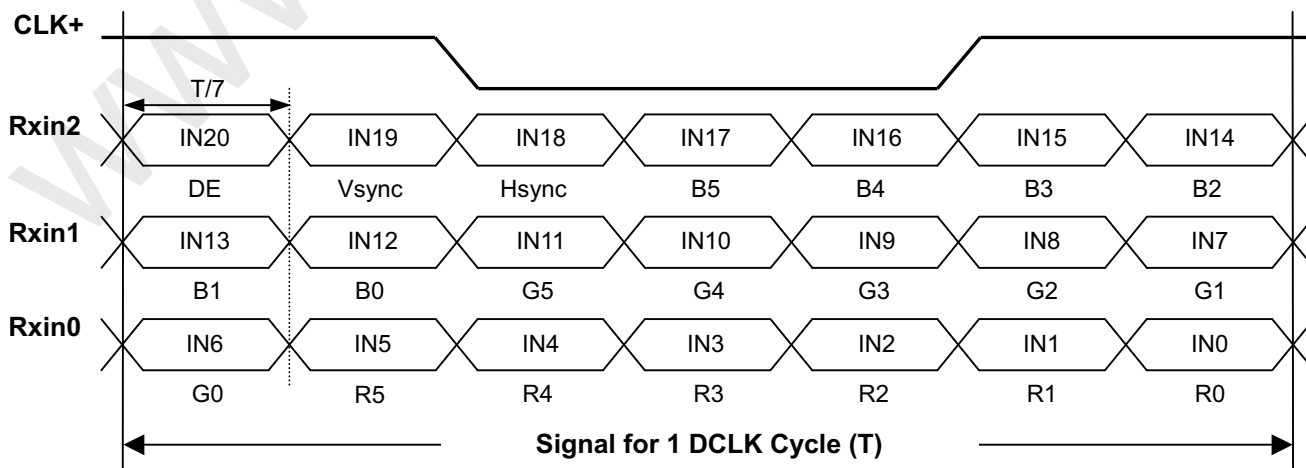 CLK+
T/7
Rxin2 IN20 IN19 IN18 IN17 IN16 IN15 IN14
DE Vsync Hsync B5 B4 B3 B2
Rxin1 IN13 IN12 IN11 IN10 IN9 IN8 IN7
B1 B0 G5 G4 G3 G2 G1
Rxin0 IN6 IN5 IN4 IN3 IN2 IN1 IN0
G0 R5 R4 R3 R2 R1 R0
Signal for 1 DCLK Cycle (T)